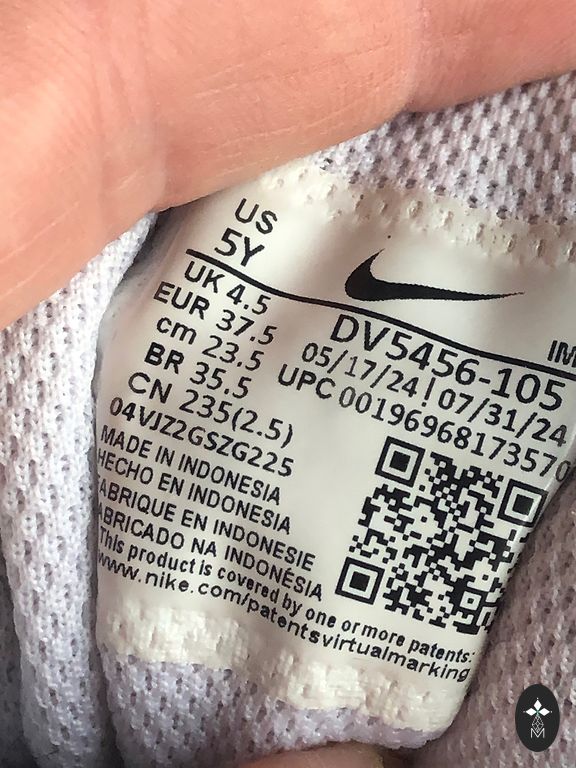 US
5Y
UK 4.5
EUR 37.5
cm 23.5
BR 35.5
CN 235(2.5)
04VJZ2GSZG225
IM
DV5456-105
05/17/24 | 07/31/24
UPC 00196968173570
MADE IN INDONESIA
HECHO EN INDONESIA
FABRIQUE EN INDONESIE
ABRICADO NA INDONÉSIA
This product is covered by one or more patents:
www.nike.com/patentsvirtualmarking
M